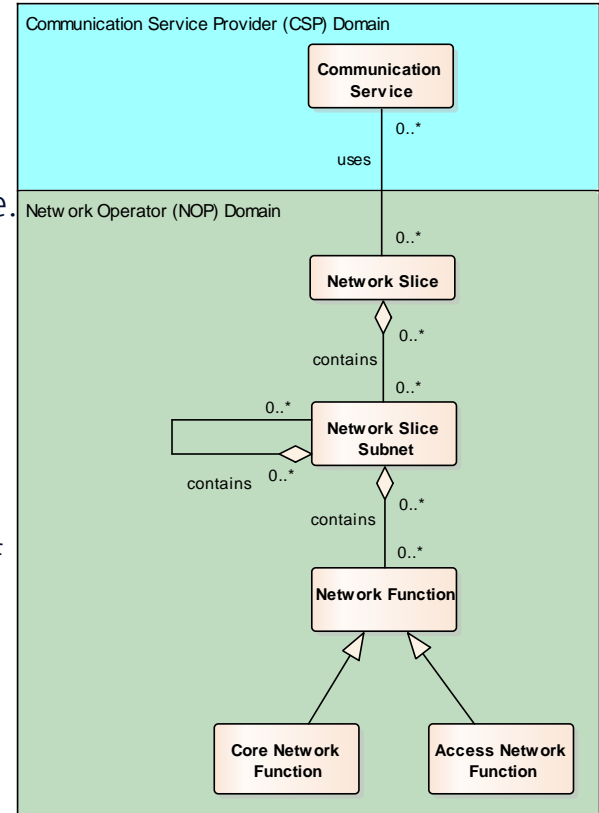 Communication Service Provider (CSP) Domain
Communication
Service
0..*
uses
e.
Network Operator (NOP) Domain
0..*
Network Slice
0..*
contains
0..*
0..*
Network Slice
Subnet
contains
0..*
0..*
contains
0..*
Network Function
Core Network
Function
Access Network
Function